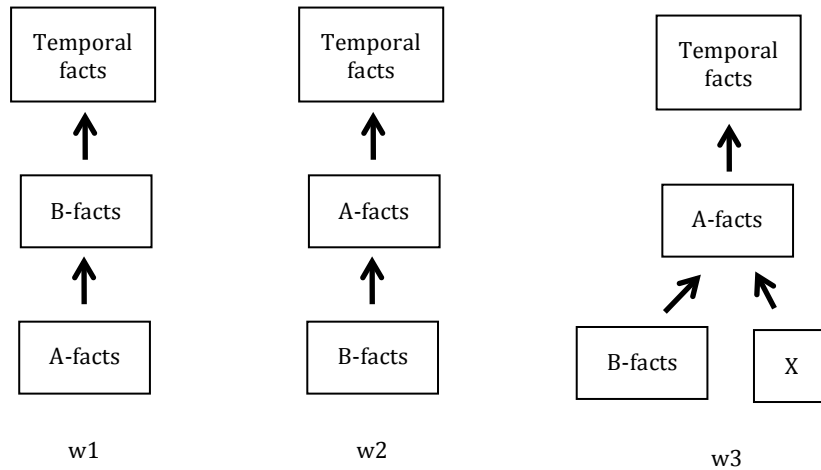 Temporal
facts
B-facts
A-facts
w1
Temporal
facts
A-facts
B-facts
w2
Temporal
facts
A-facts
B-facts
X
w3